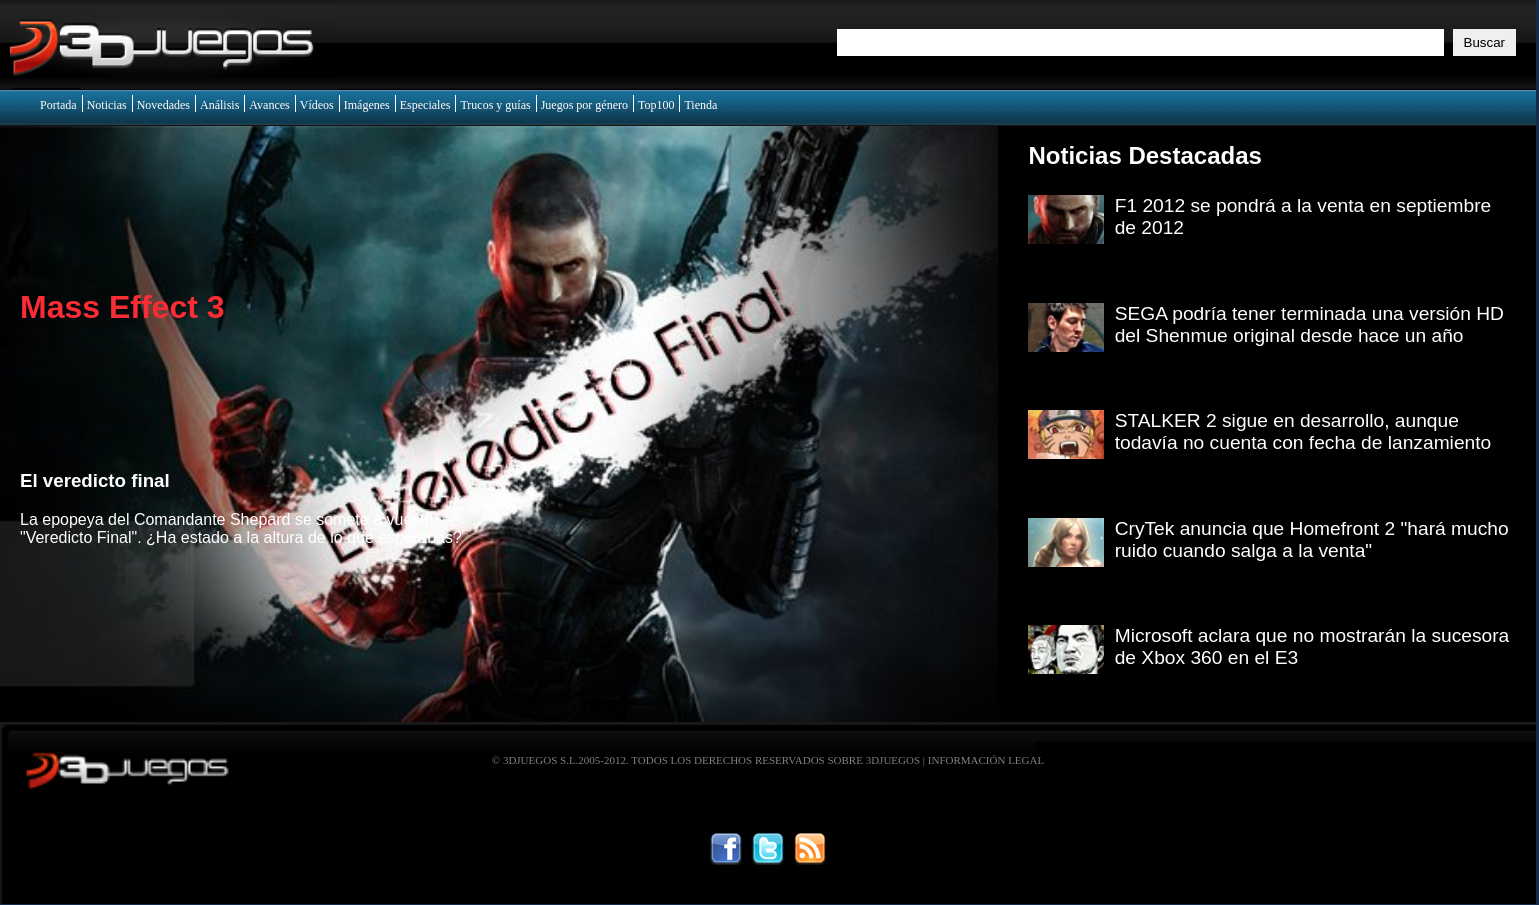 3DJUEGOS
Buscar
Portada | Noticias | Novedades | Análisis | Avances | Vídeos | Imágenes | Especiales | Trucos y guías | Juegos por género | Top100 | Tienda
Mass Effect 3
El Veredicto Final
El veredicto final
La epopeya del Comandante Shepard se somete a vuestro
"Veredicto Final". ¿Ha estado a la altura de lo que esperabas?
Noticias Destacadas
F1 2012 se pondrá a la venta en septiembre
de 2012
SEGA podría tener terminada una versión HD
del Shenmue original desde hace un año
STALKER 2 sigue en desarrollo, aunque
todavía no cuenta con fecha de lanzamiento
CryTek anuncia que Homefront 2 "hará mucho
ruido cuando salga a la venta"
Microsoft aclara que no mostrarán la sucesora
de Xbox 360 en el E3
3DJUEGOS
© 3DJUEGOS S.L.2005-2012. TODOS LOS DERECHOS RESERVADOS SOBRE 3DJUEGOS | INFORMACIÓN LEGAL